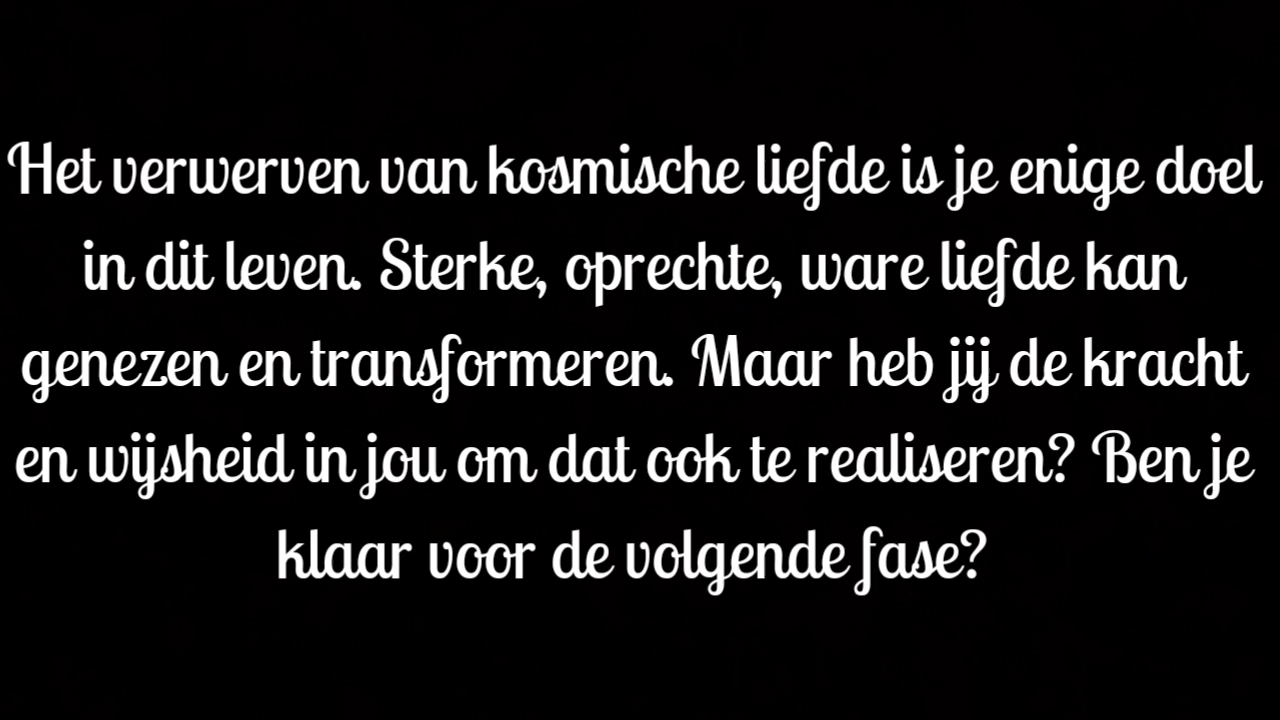 Het verwerven van kosmische liefde is je enige doel
in dit leven. Sterke, oprechte, ware liefde kan
genezen en transformeren. Maar heb jij de kracht
en wijsheid in jou om dat ook te realiseren? Ben je
klaar voor de volgende fase?